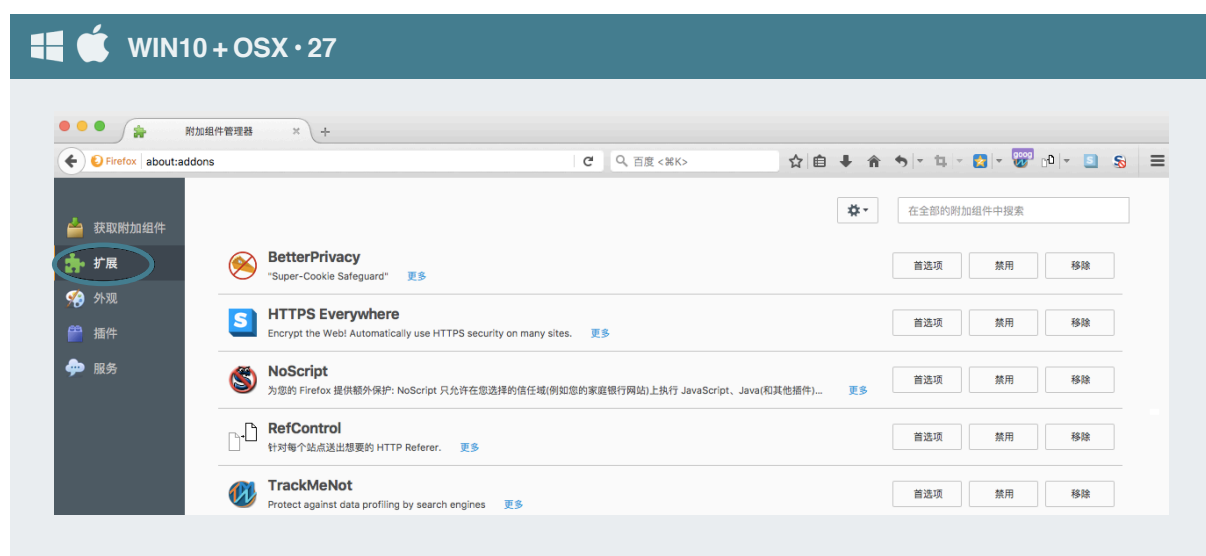 WIN10 + OSX · 27
附加组件管理器
Firefox about:addons
百度 <⌘K>
goog
获取附加组件
扩展
外观
插件
服务
在全部的附加组件中搜索
BetterPrivacy
"Super-Cookie Safeguard" 更多
首选项 禁用 移除
HTTPS Everywhere
Encrypt the Web! Automatically use HTTPS security on many sites. 更多
首选项 禁用 移除
NoScript
为您的 Firefox 提供额外保护: NoScript 只允许在您选择的信任域(例如您的家庭银行网站)上执行 JavaScript、Java(和其他插件)... 更多
首选项 禁用 移除
RefControl
针对每个站点送出想要的 HTTP Referer. 更多
首选项 禁用 移除
TrackMeNot
Protect against data profiling by search engines 更多
首选项 禁用 移除